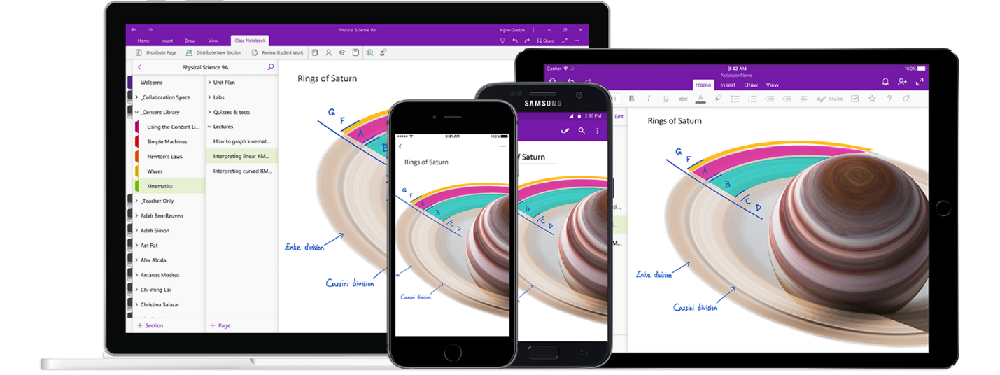 Physical Science 9A
Agne Gustye
Home Insert Draw View Class Notebook
Share
Distribute Page Distribute New Section Review Student Work
Physical Science 9A
Welcome
_Collaboration Space
_Content Library
Using the Content Li...
Simple Machines
Newton's Laws
Waves
Kinematics
_Teacher Only
Adah Ben-Reuven
Adah Simon
Aet Pat
Alex Alcala
Antanas Mockus
Chi-ming Lai
Christina Salazar
+ Section
Unit Plan
Labs
Quizzes & tests
Lectures
How to graph kinemat...
Interpreting linear KM...
Interpreting curved KM...
+ Page
Rings of Saturn
G
F
A
B
Enke division
Cassini division
9:41 AM 100%
Rings of Saturn
G
F
A
B
C
D
Cassini division
SAMSUNG
2:30 PM
f Saturn
B
C
D
Carrier 9:42 AM 100%
Notebook Name
Home Insert Draw View
11 B I U abc A Styles
Edit
ti...
...
M...
Rings of Saturn
G
F
A
B
C
D
Enke division
Cassini division